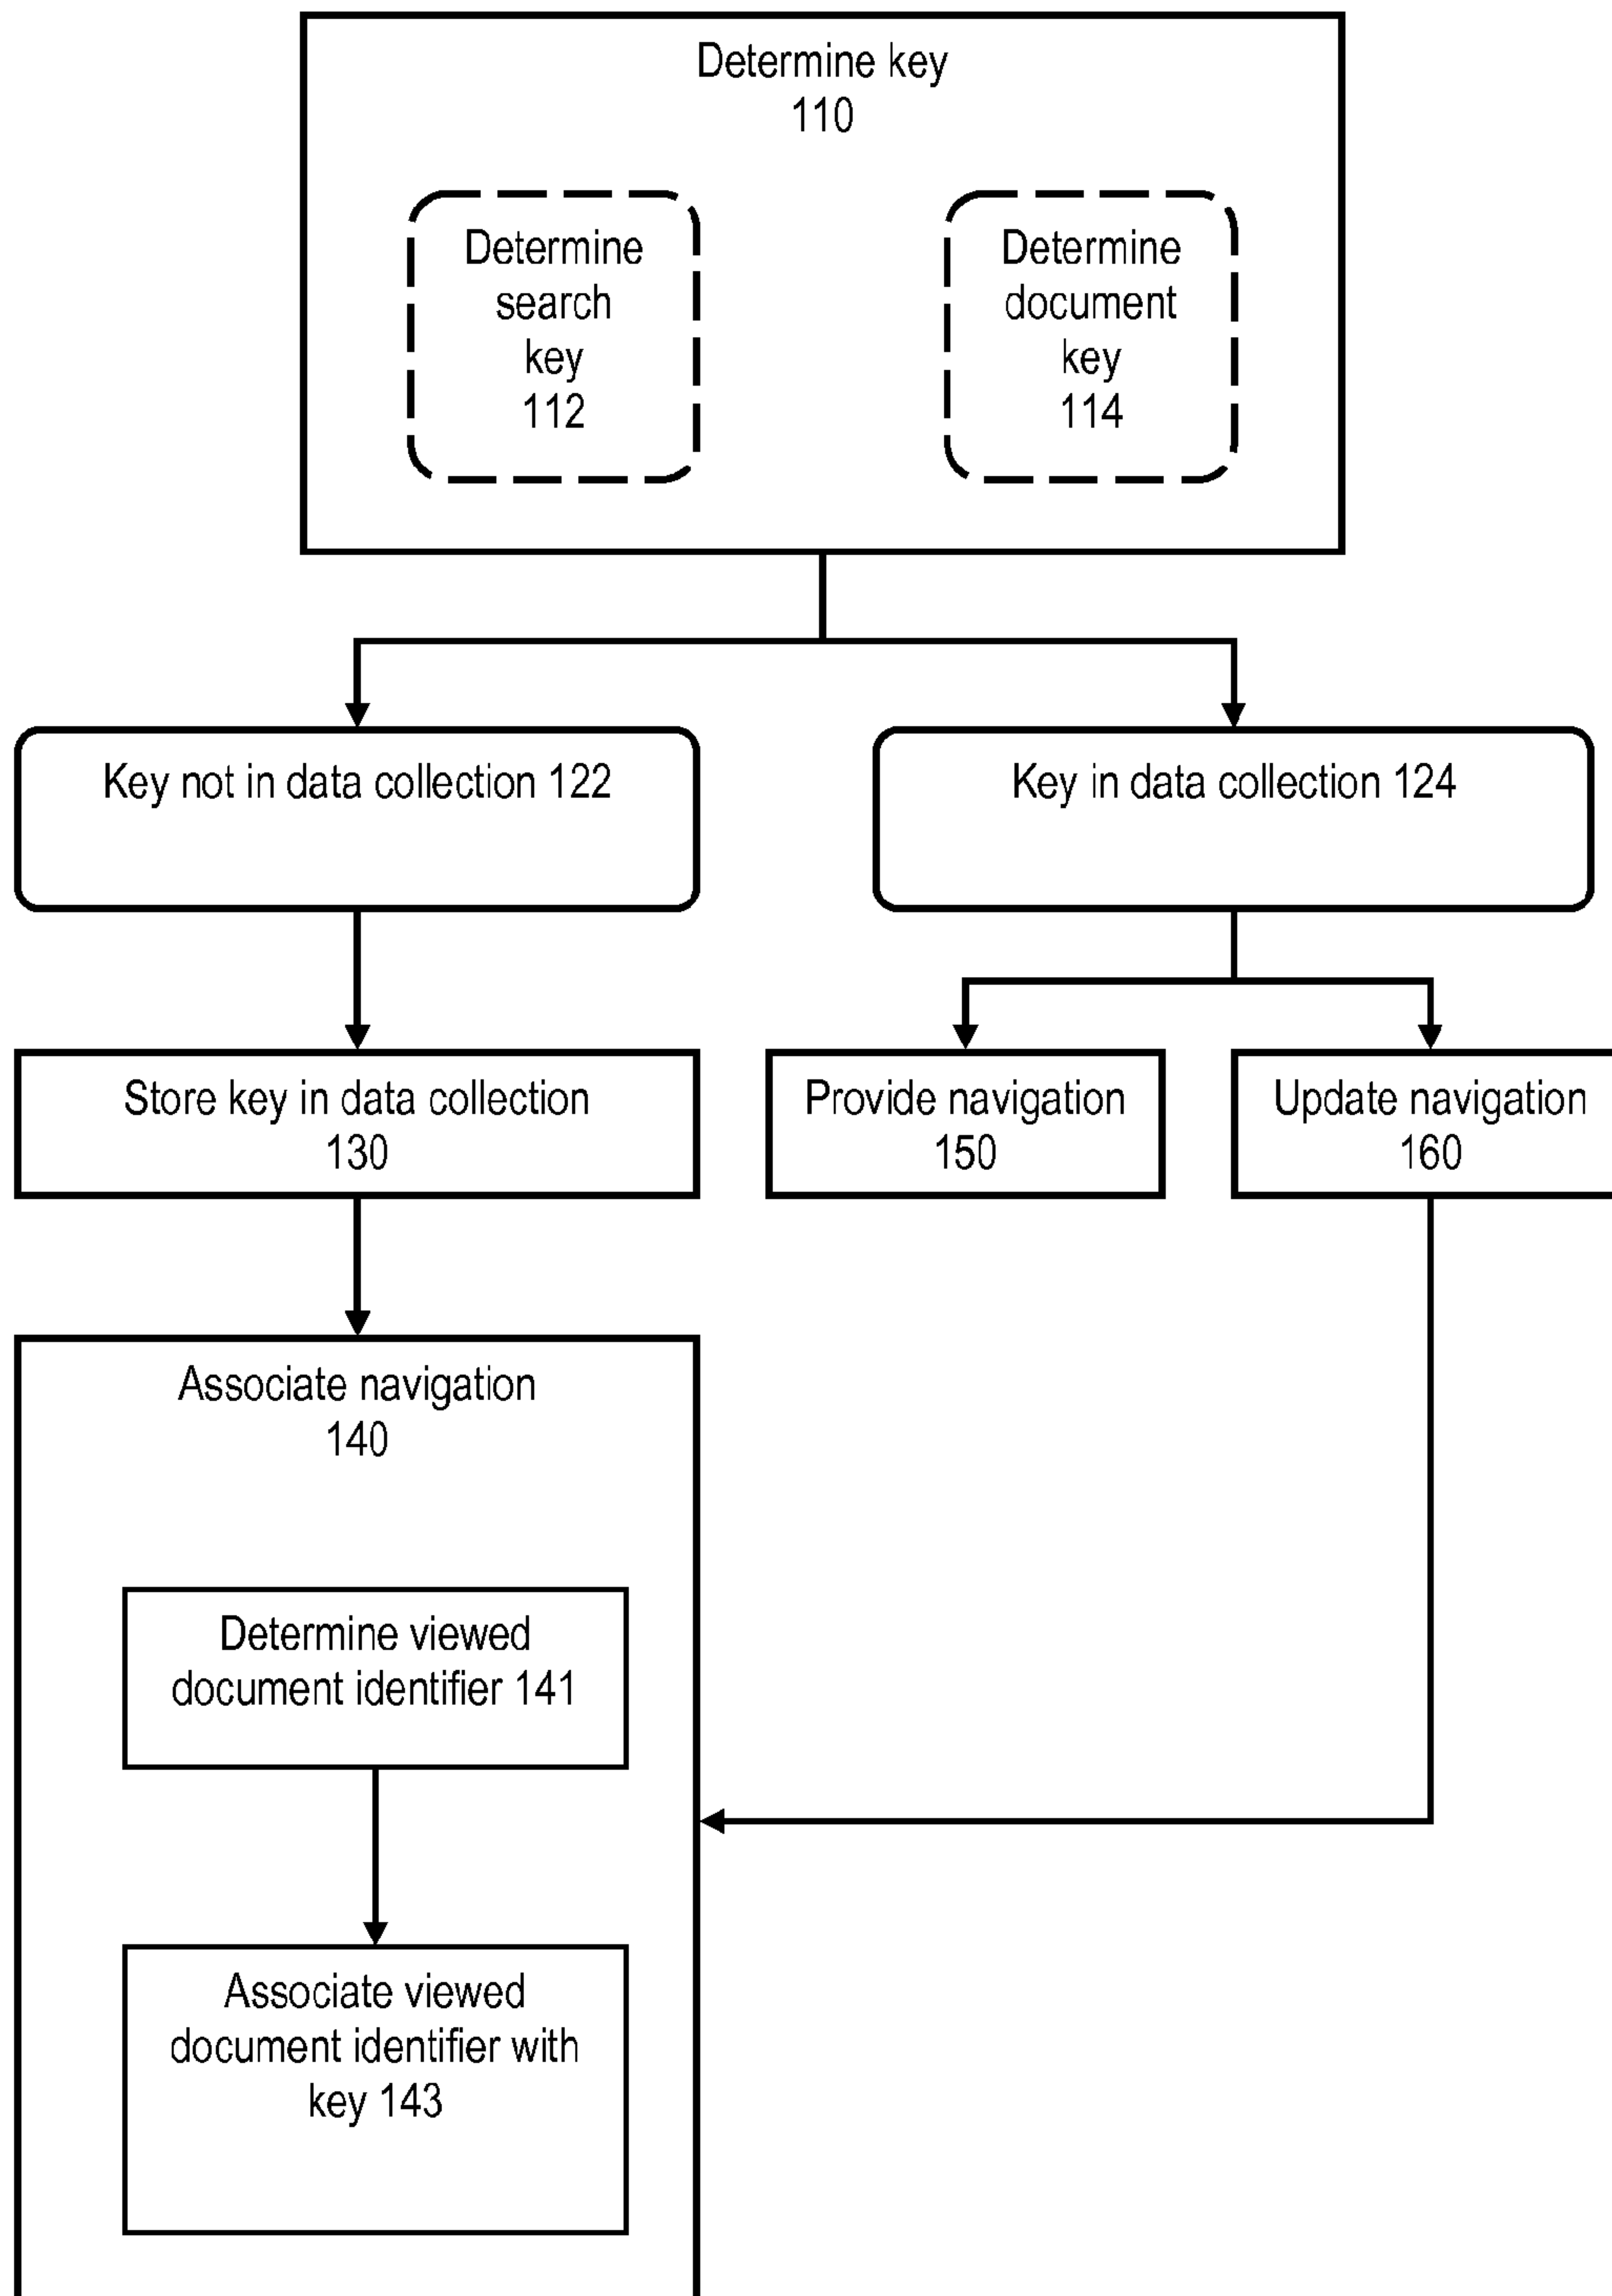 Determine key
110
Determine
search
key
112
Determine
document
key
114
Key not in data collection 122
Key in data collection 124
Store key in data collection
130
Provide navigation
150
Update navigation
160
Associate navigation
140
Determine viewed
document identifier 141
Associate viewed
document identifier with
key 143